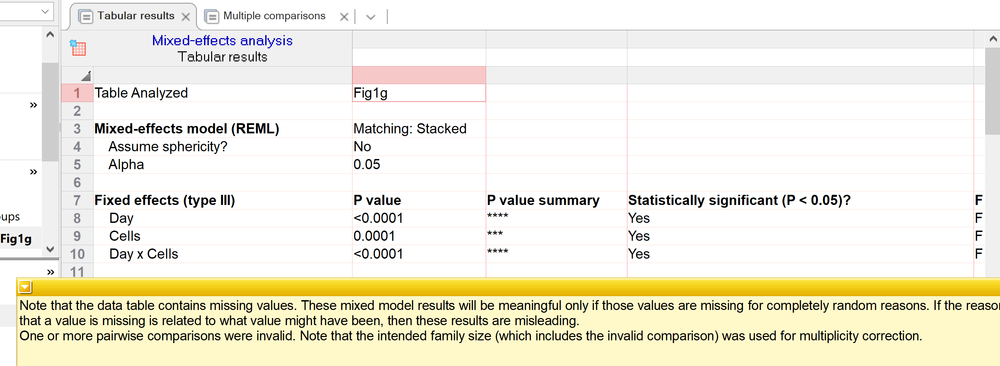 Tabular results
Multiple comparisons
Mixed-effects analysis
Tabular results
1 Table Analyzed Fig1g
2
3 Mixed-effects model (REML) Matching: Stacked
4 Assume sphericity? No
5 Alpha 0.05
6
7 Fixed effects (type III) P value P value summary Statistically significant (P < 0.05)? F
8 Day <0.0001 **** Yes F
9 Cells 0.0001 *** Yes F
10 Day x Cells <0.0001 **** Yes F
11
»
»
oups
Fig1g
»
Note that the data table contains missing values. These mixed model results will be meaningful only if those values are missing for completely random reasons. If the reason
that a value is missing is related to what value might have been, then these results are misleading.
One or more pairwise comparisons were invalid. Note that the intended family size (which includes the invalid comparison) was used for multiplicity correction.